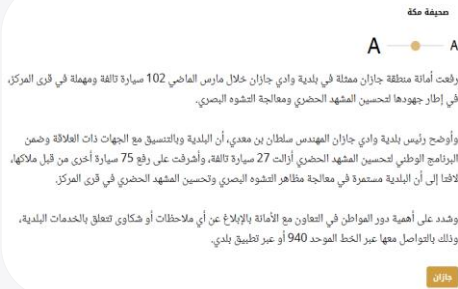 صحيفة مكة
A A
رفعت أمانة منطقة جازان ممثلة في بلدية وادي جازان خلال مارس الماضي 102 سيارة تالفة ومهملة في قرى المركز،
في إطار جهودها لتحسين المشهد الحضري ومعالجة التشوه البصري.
وأوضح رئيس بلدية وادي جازان المهندس سلطان بن معدي، أن البلدية وبالتنسيق مع الجهات ذات العلاقة وضمن
البرنامج الوطني لتحسين المشهد الحضري أزالت 27 سيارة تالفة، وأشرفت على رفع 75 سيارة أخرى من قبل ملاكها،
لافتا إلى أن البلدية مستمرة في معالجة مظاهر التشوه البصري وتحسين المشهد الحضري في قرى المركز.
وشدد على أهمية دور المواطن في التعاون مع الأمانة بالإبلاغ عن أي ملاحظات أو شكاوى تتعلق بالخدمات البلدية،
وذلك بالتواصل معها عبر الخط الموحد 940 أو عبر تطبيق بلدي.
جازان